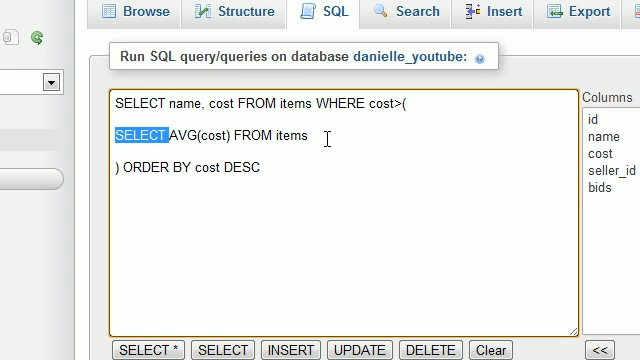 Browse Structure SQL Search Insert Export
Run SQL query/queries on database danielle_youtube:
SELECT name, cost FROM items WHERE cost>(
SELECT AVG(cost) FROM items
) ORDER BY cost DESC
Columns
id
name
cost
seller_id
bids
SELECT * SELECT INSERT UPDATE DELETE Clear <<